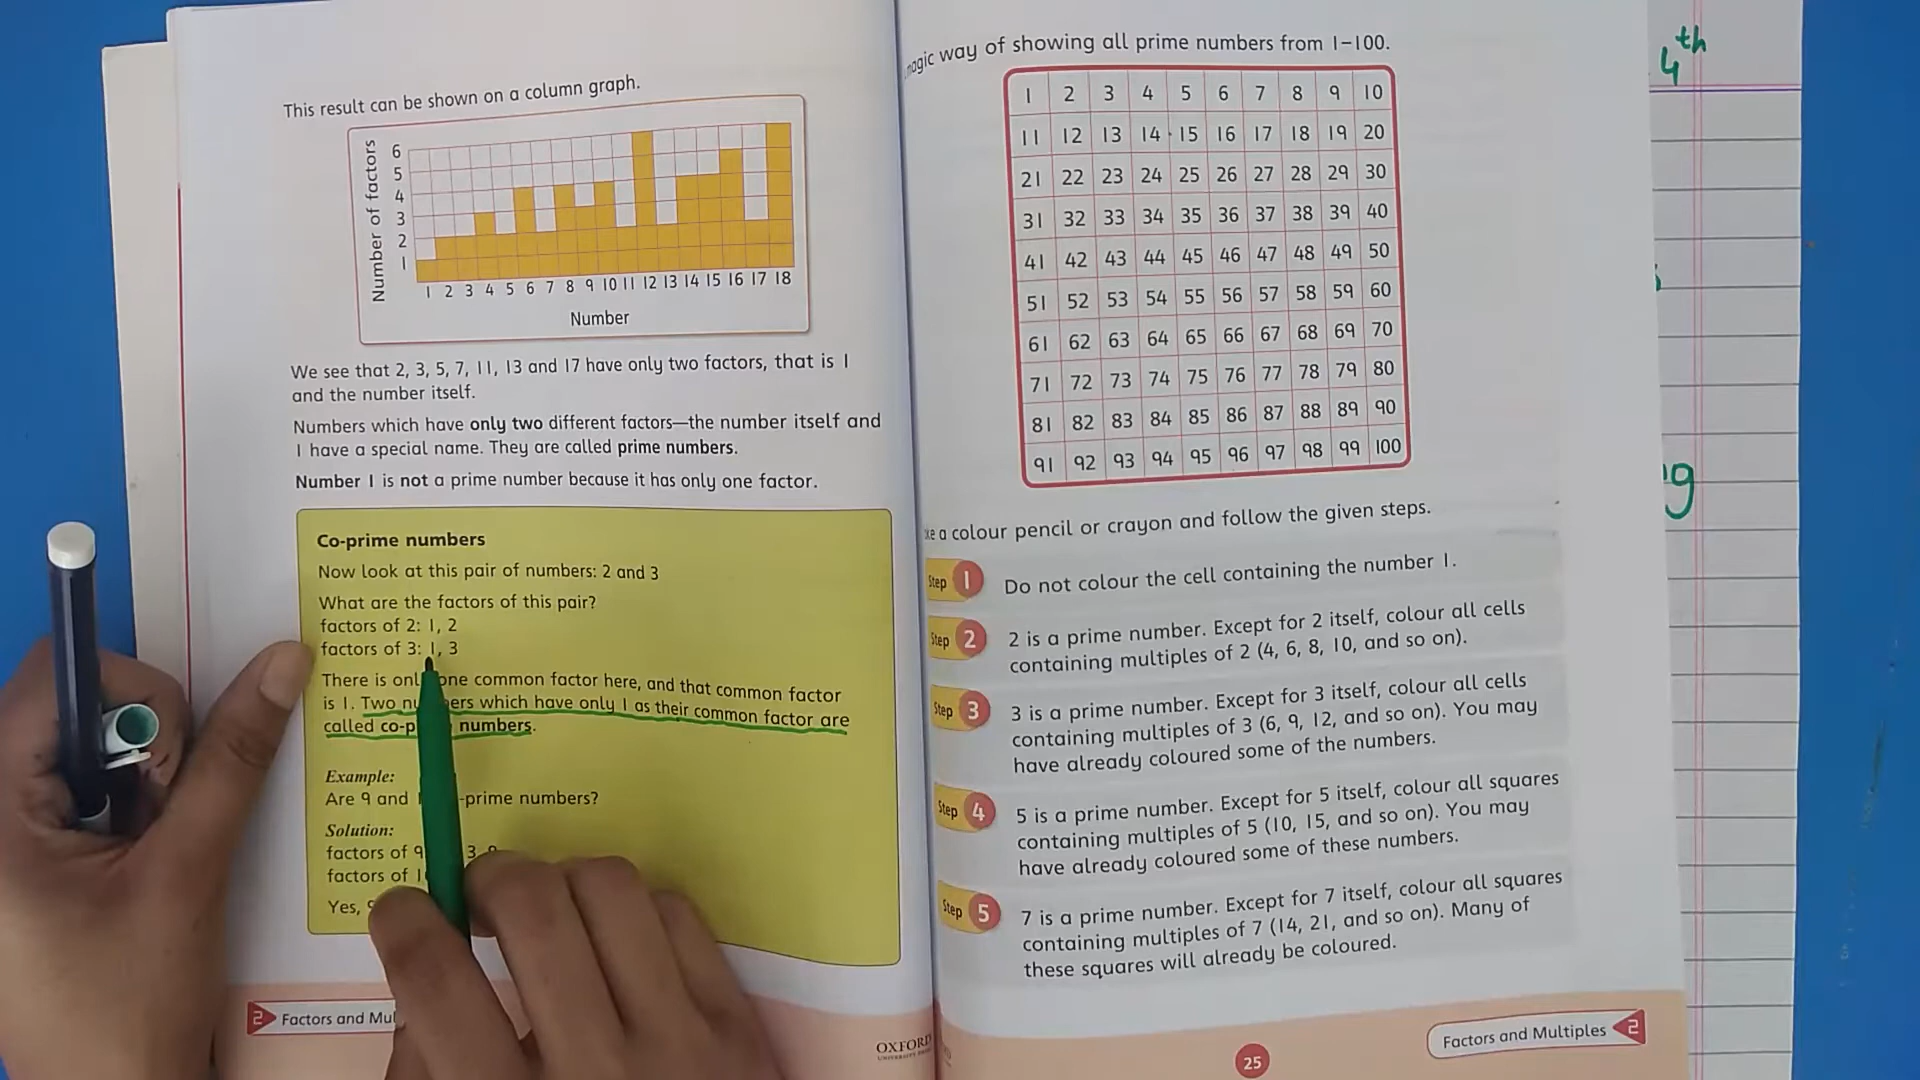 This result can be shown on a column graph.
Number of factors
6
5
4
3
2
1
1 2 3 4 5 6 7 8 9 10 11 12 13 14 15 16 17 18
Number
We see that 2, 3, 5, 7, 11, 13 and 17 have only two factors, that is 1
and the number itself.
Numbers which have only two different factors—the number itself and
1 have a special name. They are called prime numbers.
Number 1 is not a prime number because it has only one factor.
Co-prime numbers
Now look at this pair of numbers: 2 and 3
What are the factors of this pair?
factors of 2: 1, 2
factors of 3: 1, 3
There is one common factor here, and that common factor
is 1. Two which have only 1 as their common factor are
called numbers.
Example:
Are 9 and -prime numbers?
Solution:
factors of 9 3
factors of
Yes,
2 Factors and
OXFORD
way of showing all prime numbers from 1–100.
1 2 3 4 5 6 7 8 9 10
11 12 13 14 15 16 17 18 19 20
21 22 23 24 25 26 27 28 29 30
31 32 33 34 35 36 37 38 39 40
41 42 43 44 45 46 47 48 49 50
51 52 53 54 55 56 57 58 59 60
61 62 63 64 65 66 67 68 69 70
71 72 73 74 75 76 77 78 79 80
81 82 83 84 85 86 87 88 89 90
91 92 93 94 95 96 97 98 99 100
a colour pencil or crayon and follow the given steps.
Step 1 Do not colour the cell containing the number 1.
Step 2 2 is a prime number. Except for 2 itself, colour all cells
containing multiples of 2 (4, 6, 8, 10, and so on).
Step 3 3 is a prime number. Except for 3 itself, colour all cells
containing multiples of 3 (6, 9, 12, and so on). You may
have already coloured some of the numbers.
Step 4 5 is a prime number. Except for 5 itself, colour all squares
containing multiples of 5 (10, 15, and so on). You may
have already coloured some of these numbers.
Step 5 7 is a prime number. Except for 7 itself, colour all squares
containing multiples of 7 (14, 21, and so on). Many of
these squares will already be coloured.
25
Factors and Multiples 2
4th